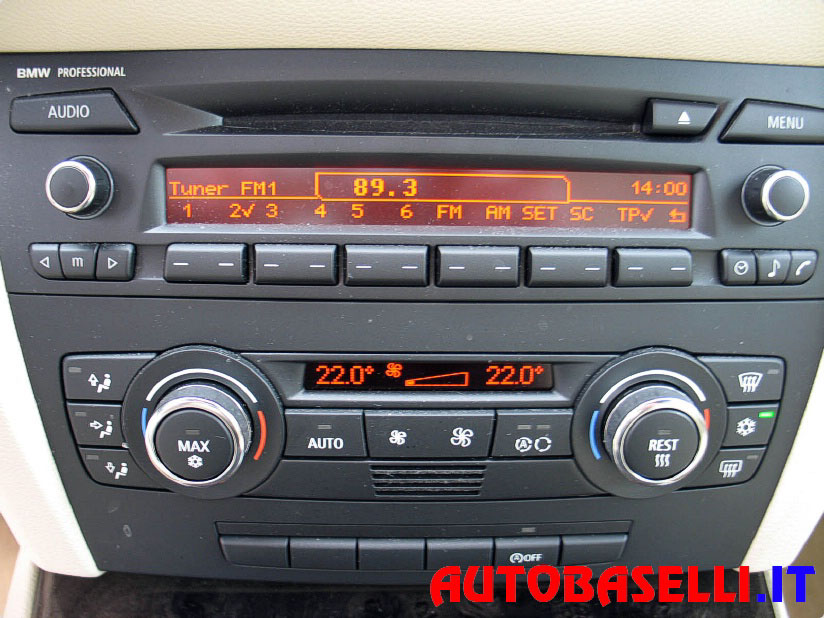 BMW PROFESSIONAL
AUDIO
MENU
Tuner FM1 89.3 14:00
1 2✓ 3 4 5 6 FM AM SET SC TP✓
m
22.0° 22.0°
MAX
AUTO
A
REST
A OFF
AUTOBASELLI.IT